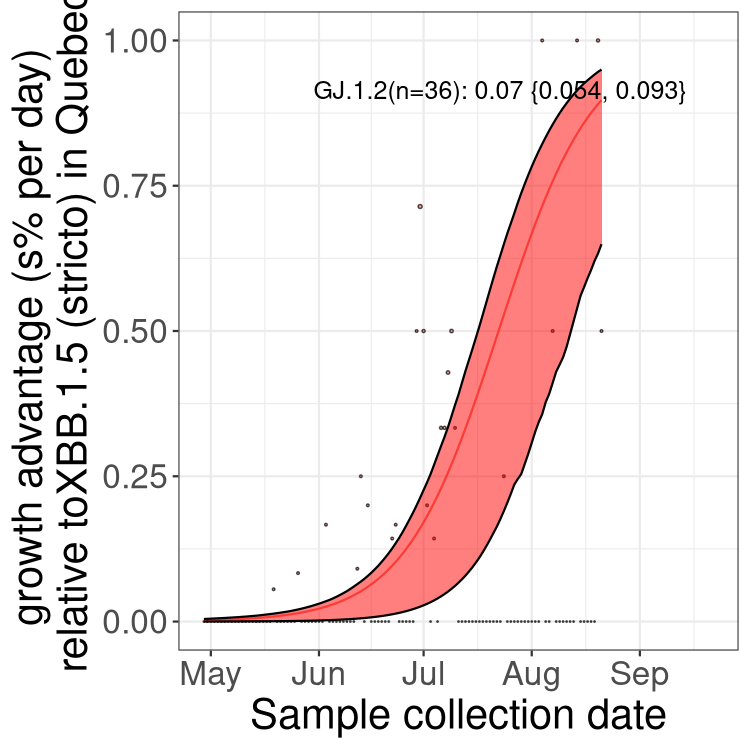 growth advantage (s% per day)
relative toXBB.1.5 (stricto) in Quebec
1.00
0.75
0.50
0.25
0.00
GJ.1.2(n=36): 0.07 {0.054, 0.093}
May Jun Jul Aug Sep
Sample collection date